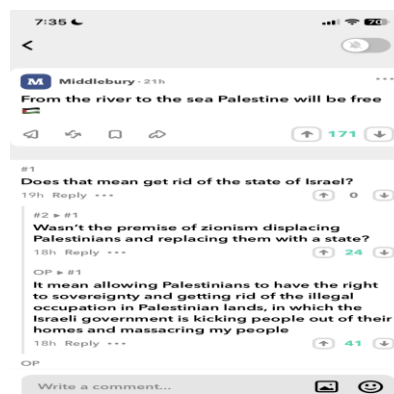 7:35
70
M Middlebury · 21h
From the river to the sea Palestine will be free
171
#1
Does that mean get rid of the state of Israel?
19h Reply 0
#2 ▸ #1
Wasn't the premise of zionism displacing
Palestinians and replacing them with a state?
18h Reply 24
OP ▸ #1
It mean allowing Palestinians to have the right
to sovereignty and getting rid of the illegal
occupation in Palestinian lands, in which the
Israeli government is kicking people out of their
homes and massacring my people
18h Reply 41
OP
Write a comment...